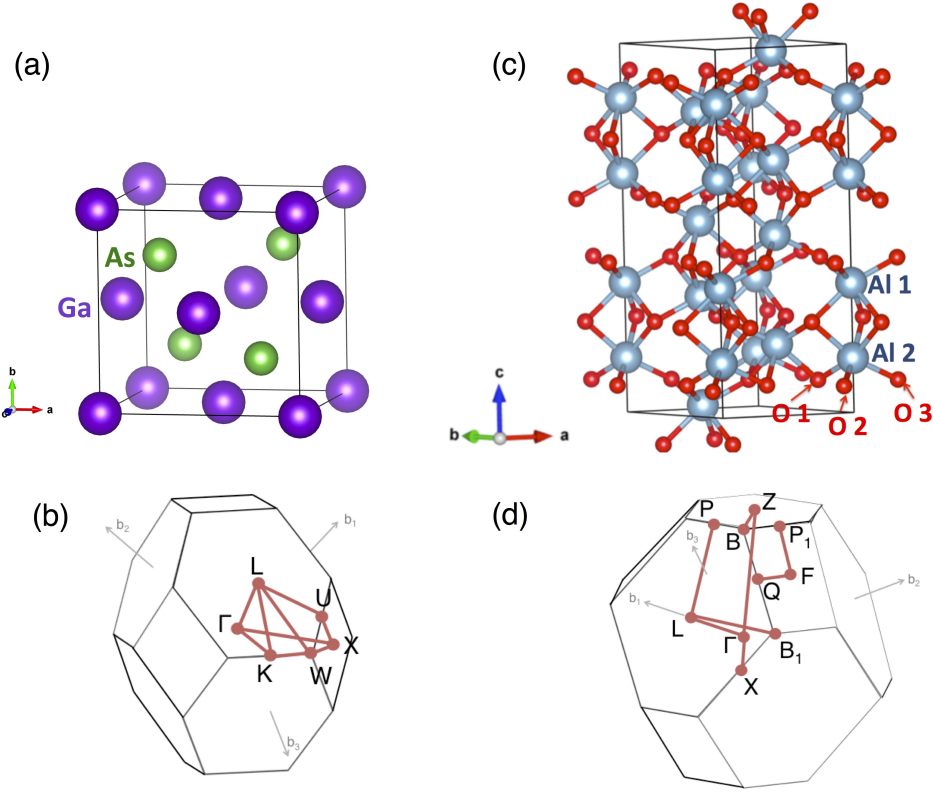 (a)
As
Ga
b
c
a
(c)
Al 1
Al 2
O 1
O 2
O 3
c
b
a
(b)
b₂
b₁
L
U
Γ
X
K
W
b₃
(d)
Z
P
B
P₁
b₃
F
Q
b₂
b₁
L
Γ
B₁
X